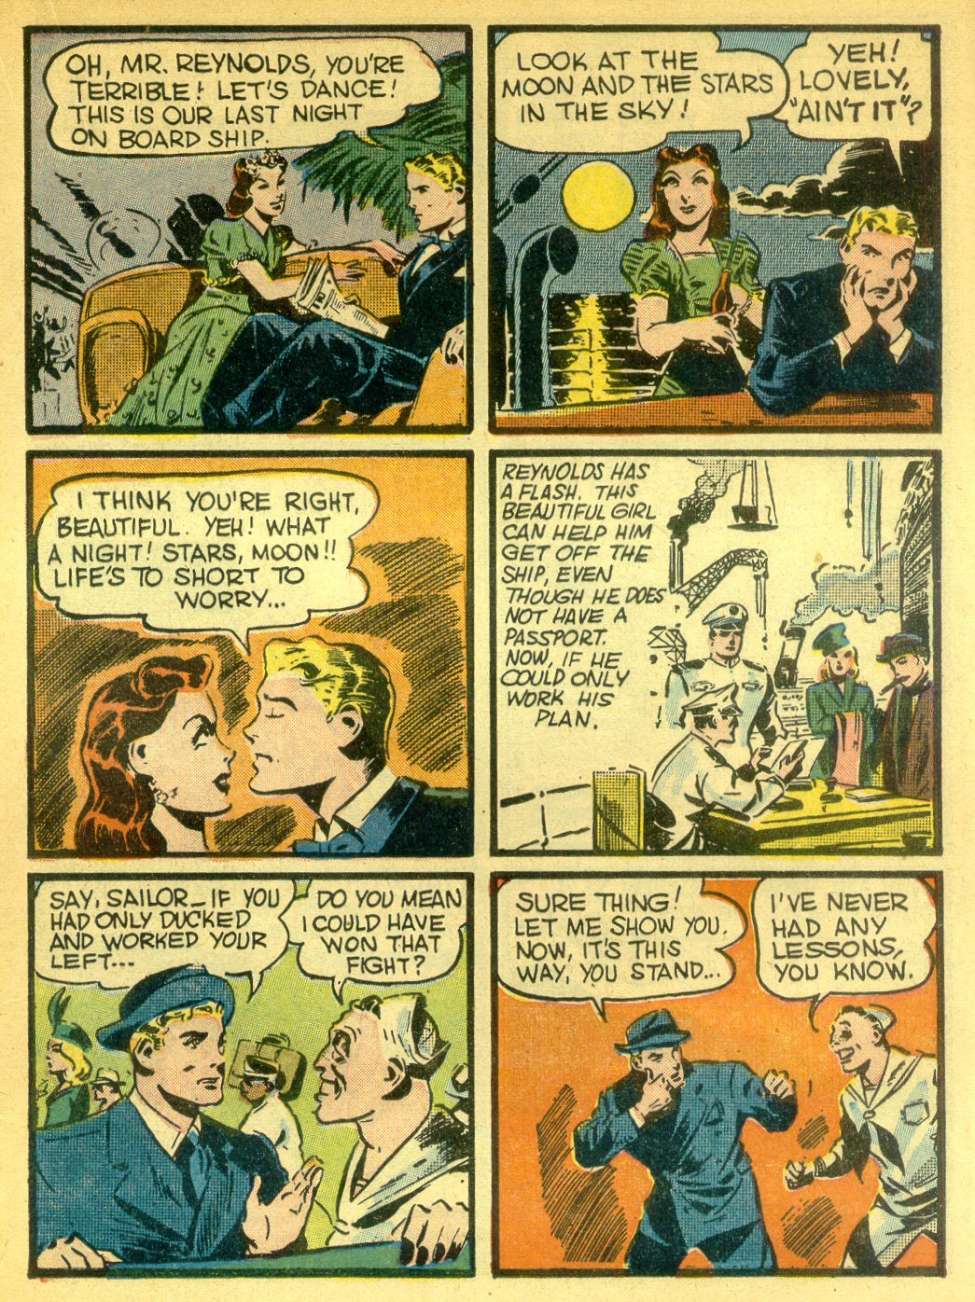 OH, MR. REYNOLDS, YOU'RE
TERRIBLE! LET'S DANCE!
THIS IS OUR LAST NIGHT
ON BOARD SHIP.
LOOK AT THE
MOON AND THE STARS
IN THE SKY!
YEH!
LOVELY,
"AIN'T IT"?
I THINK YOU'RE RIGHT,
BEAUTIFUL. YEH! WHAT
A NIGHT! STARS, MOON!!
LIFE'S TO SHORT TO
WORRY...
REYNOLDS HAS
A FLASH. THIS
BEAUTIFUL GIRL
CAN HELP HIM
GET OFF THE
SHIP, EVEN
THOUGH HE DOES
NOT HAVE A
PASSPORT.
NOW, IF HE
COULD ONLY
WORK HIS
PLAN.
SAY, SAILOR_ IF YOU
HAD ONLY DUCKED
AND WORKED YOUR
LEFT...
DO YOU MEAN
I COULD HAVE
WON THAT
FIGHT?
SURE THING!
LET ME SHOW YOU.
NOW, IT'S THIS
WAY, YOU STAND...
I'VE NEVER
HAD ANY
LESSONS,
YOU KNOW.